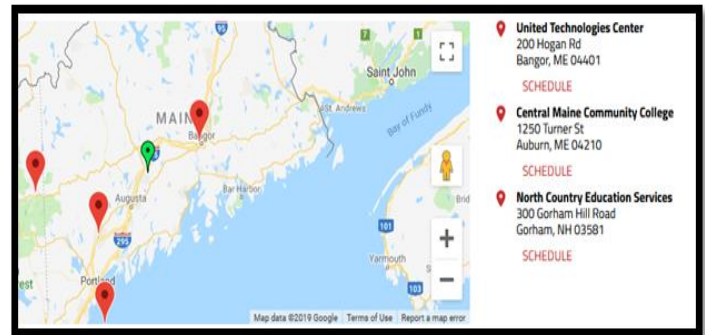 95
7
1
Saint John
St. Andrews
MAIN
Bangor
Bay of Fundy
Augusta
Bar Harbor
295
101
Yarmouth
Portland
103
Map data ©2019 Google
Terms of Use
Report a map error
United Technologies Center
200 Hogan Rd
Bangor, ME 04401
SCHEDULE
Central Maine Community College
1250 Turner St
Auburn, ME 04210
SCHEDULE
North Country Education Services
300 Gorham Hill Road
Gorham, NH 03581
SCHEDULE